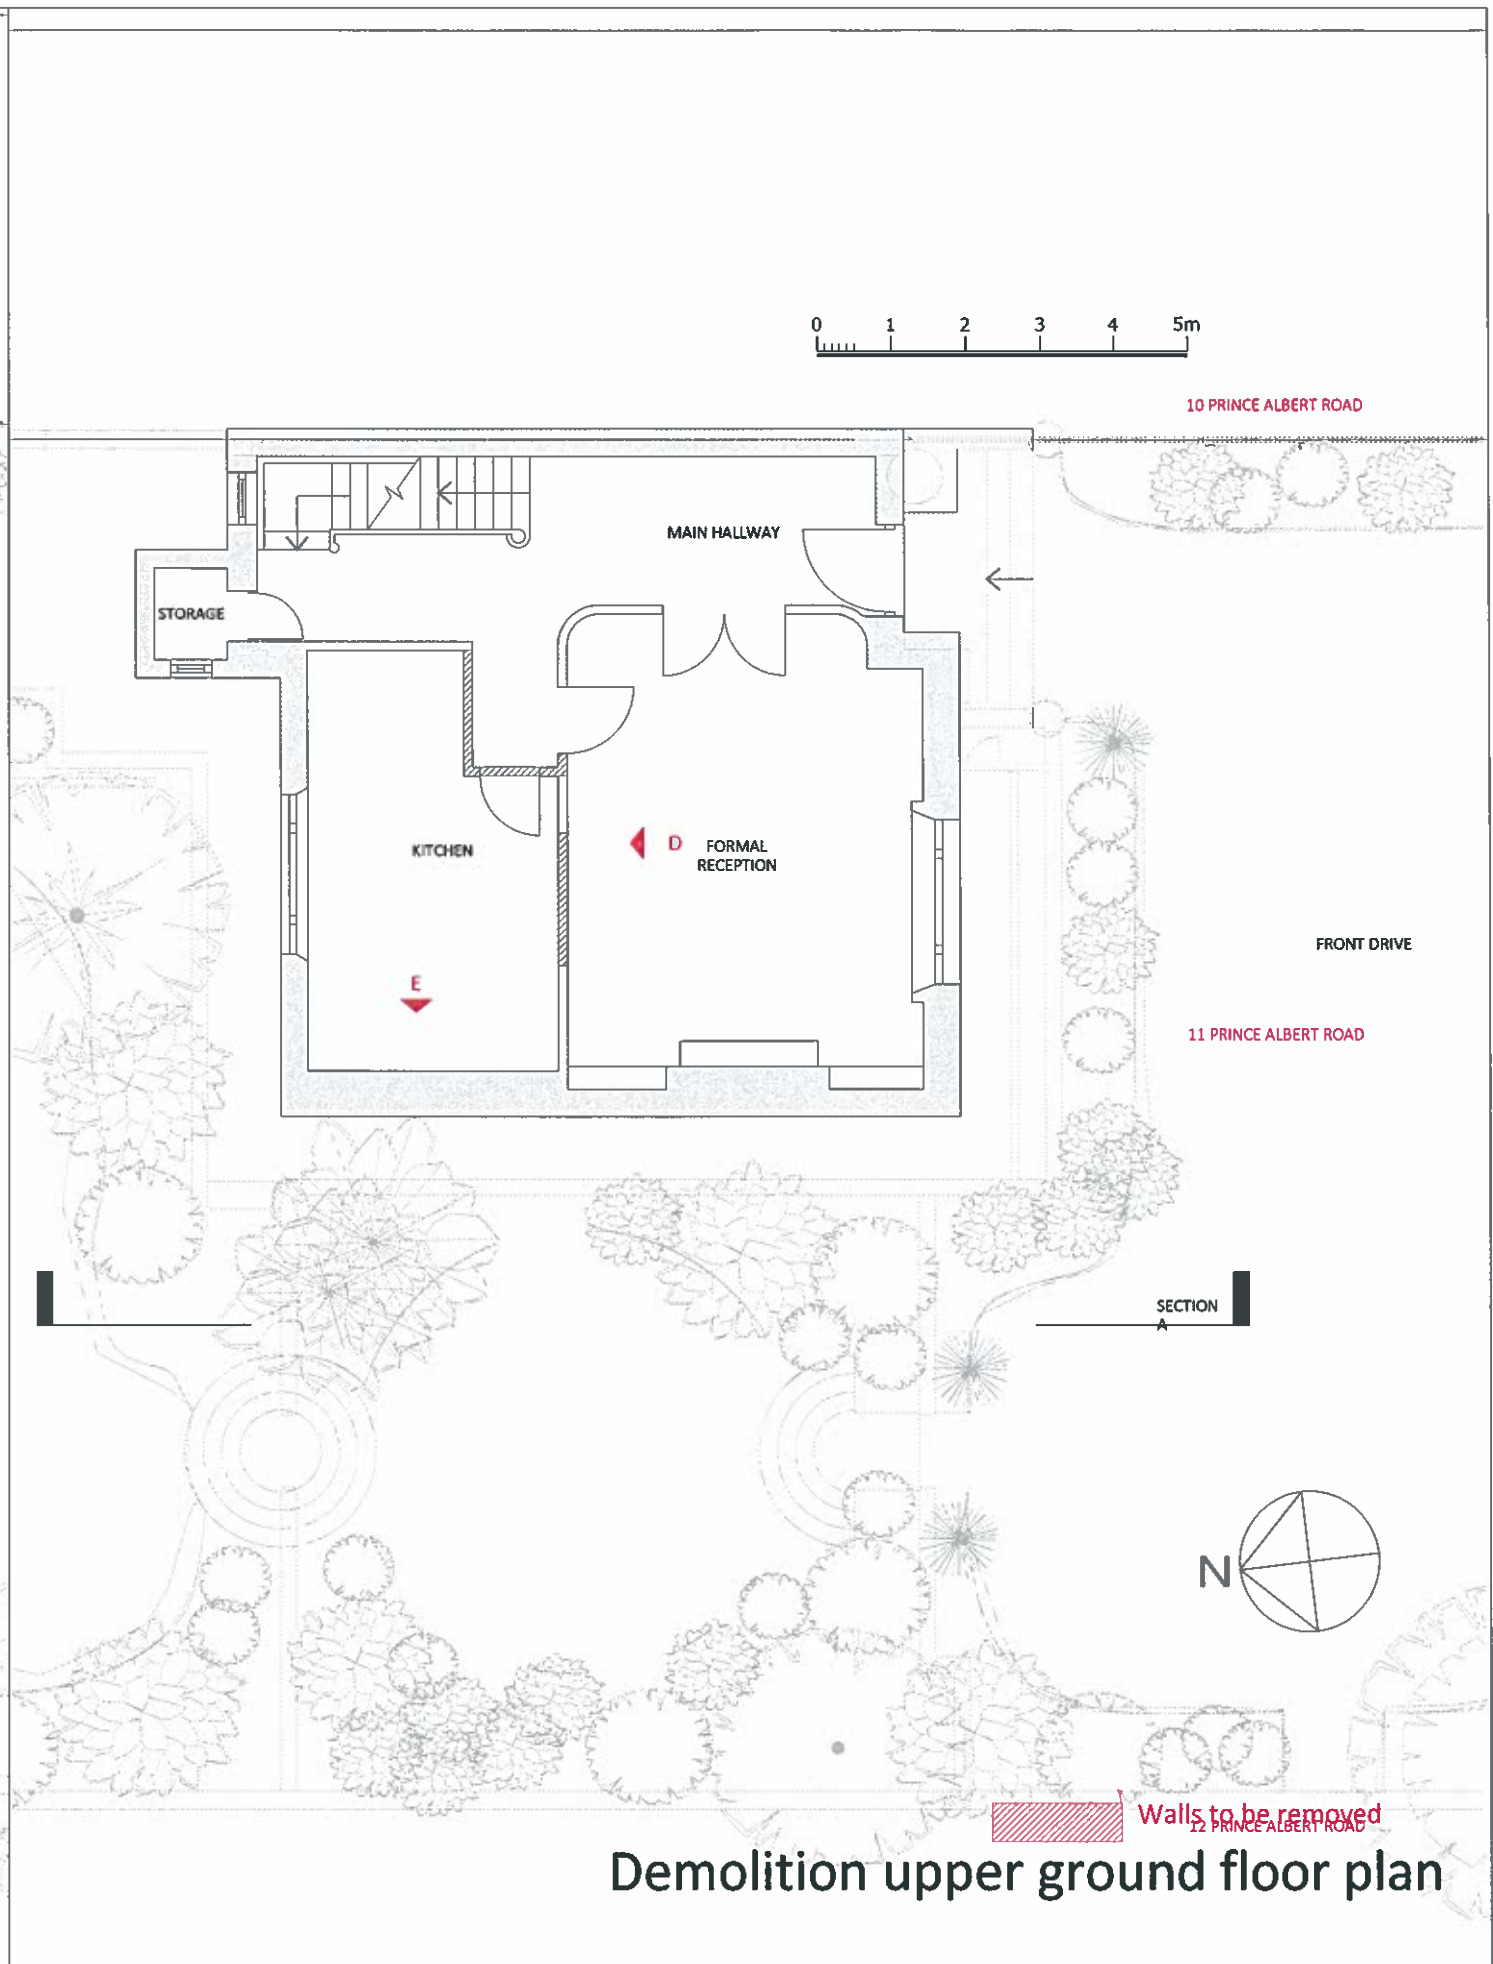 0 1 2 3 4 5m
10 PRINCE ALBERT ROAD
MAIN HALLWAY
STORAGE
KITCHEN
D
FORMAL
RECEPTION
FRONT DRIVE
E
11 PRINCE ALBERT ROAD
SECTION
A
N
Walls to be removed
12 PRINCE ALBERT ROAD
Demolition upper ground floor plan